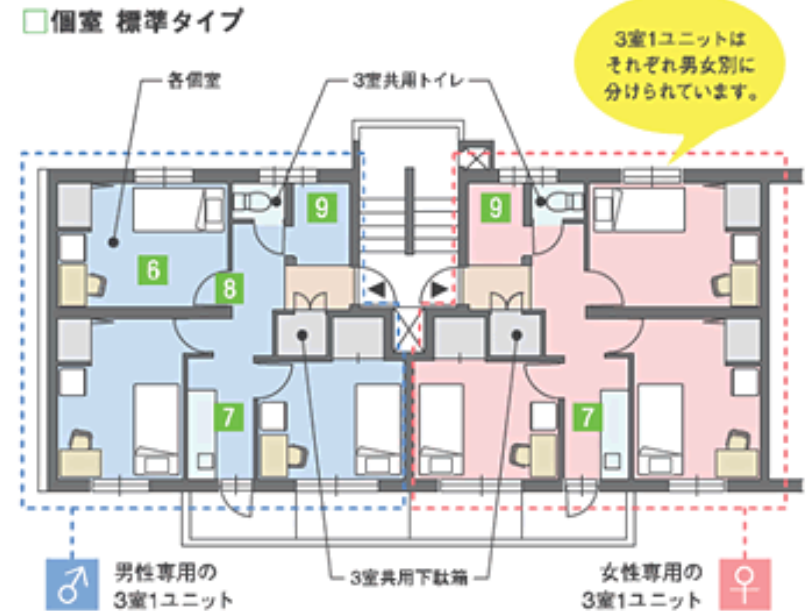 個室 標準タイプ
3室1ユニットは
それぞれ男女別に
分けられています。
各個室
3室共用トイレ
9
9
6
8
7
7
男性専用の
3室1ユニット
3室共用下駄箱
女性専用の
3室1ユニット